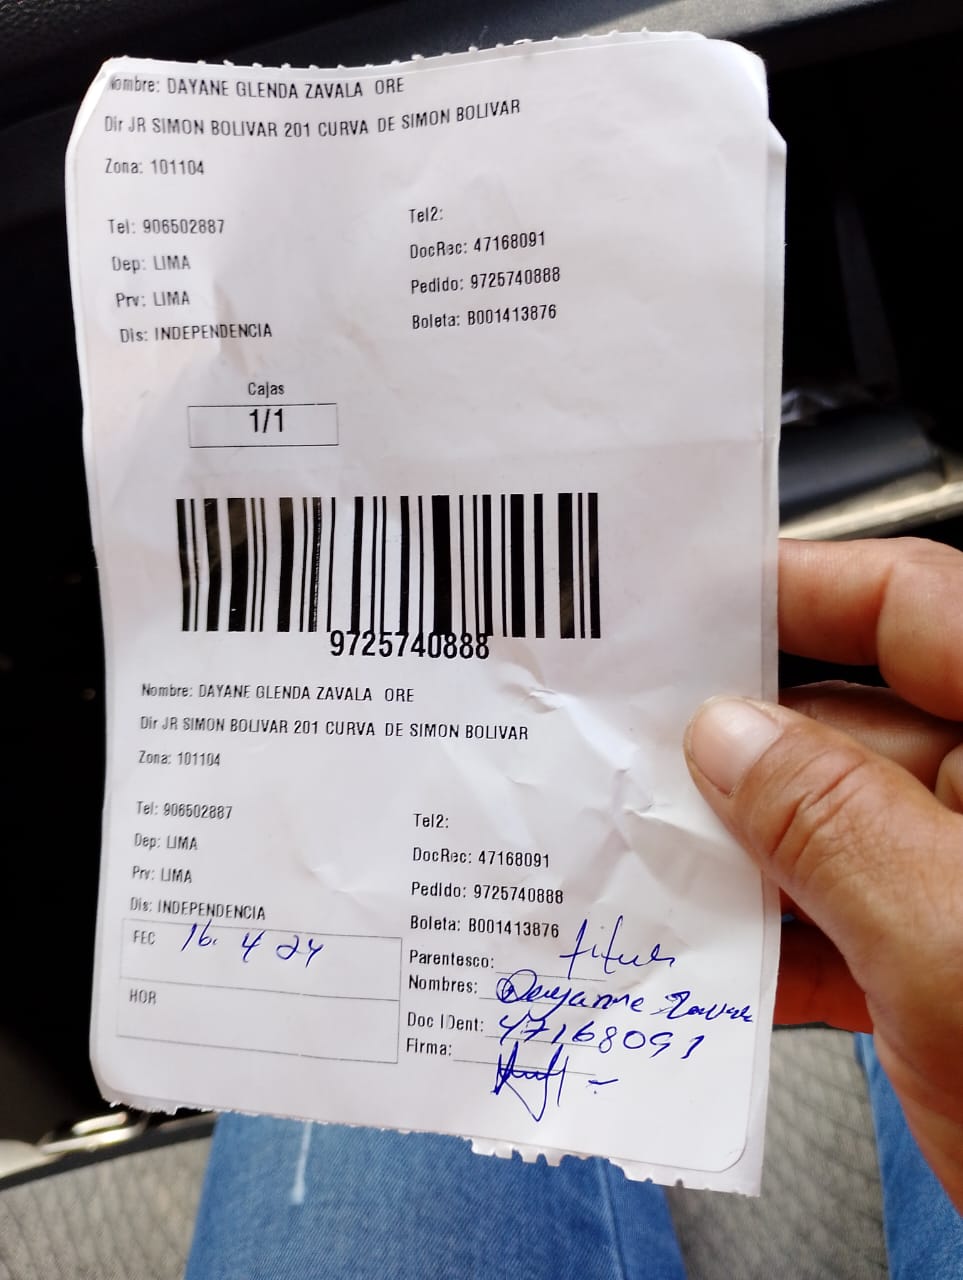 Nombre: DAYANE GLENDA ZAVALA ORE
Dir JR SIMON BOLIVAR 201 CURVA DE SIMON BOLIVAR
Zona: 101104
Tel: 906502887
Tel2:
Dep: LIMA
DocRec: 47168091
Prv: LIMA
Pedido: 9725740888
Dis: INDEPENDENCIA
Boleta: B001413876
Cajas
1/1
9725740888
Nombre: DAYANE GLENDA ZAVALA ORE
Dir JR SIMON BOLIVAR 201 CURVA DE SIMON BOLIVAR
Zona: 101104
Tel: 906502887
Tel2:
Dep: LIMA
DocRec: 47168091
Prv: LIMA
Pedido: 9725740888
Dis: INDEPENDENCIA
Boleta: B001413876
FEC 16. 4 24
Parentesco: titular
HOR
Nombres: Dayanne Zavala
Doc IDent: 47168091
Firma: